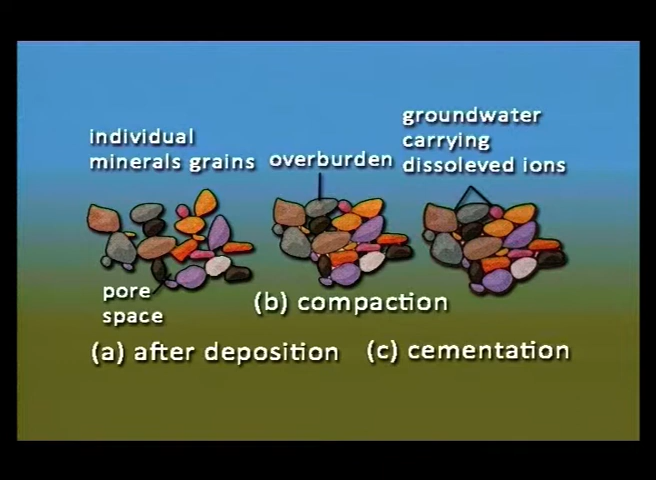 individual
minerals grains
overburden
groundwater
carrying
dissoleved ions
pore
space
(b) compaction
(a) after deposition
(c) cementation